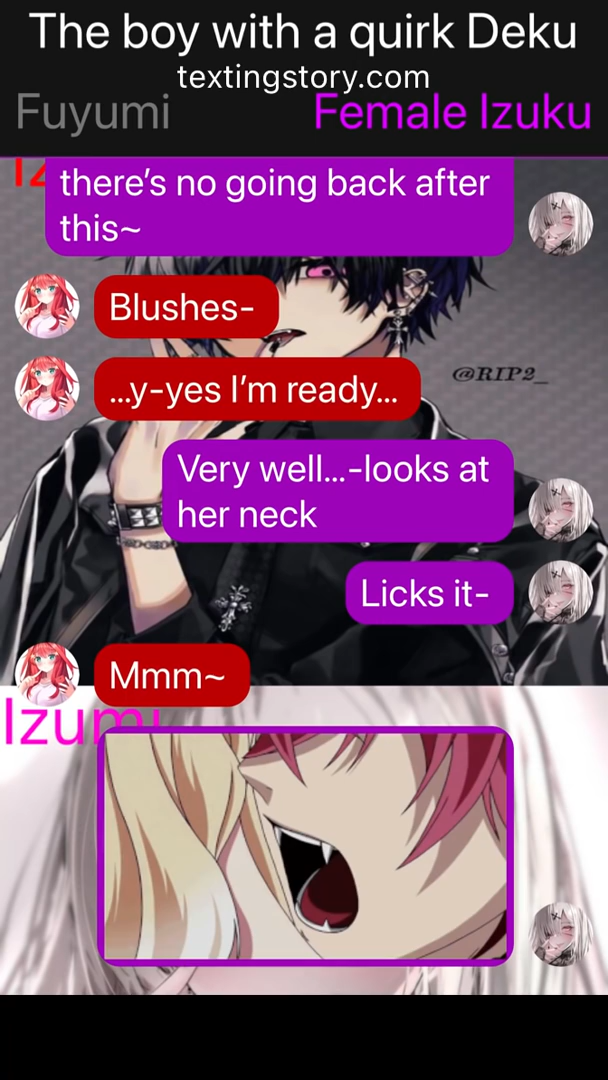 The boy with a quirk Deku
textingstory.com
Fuyumi
Female Izuku
there's no going back after
this~
Blushes-
...y-yes I'm ready...
@RIP2_
Very well...-looks at
her neck
Licks it-
Mmm~
Izumi